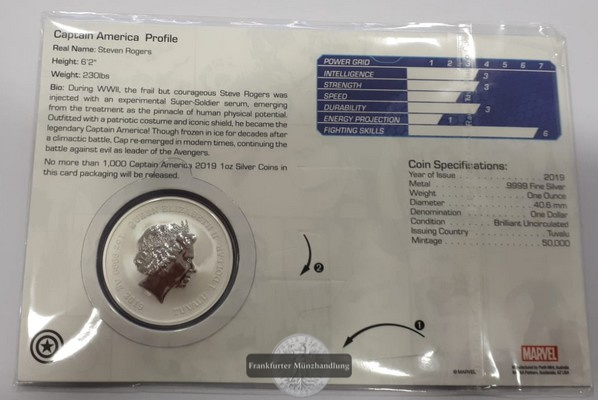 Captain America Profile
Real Name: Steven Rogers
Height: 6'2"
Weight: 230lbs
Bio: During WWII, the frail but courageous Steve Rogers was
injected with an experimental Super-Soldier serum, emerging
from the treatment as the pinnacle of human physical potential.
Outfitted with a patriotic costume and iconic shield, he became the
legendary Captain America! Though frozen in ice for decades after
a climactic battle, Cap re-emerged in modern times, continuing the
battle against evil as leader of the Avengers.
No more than 1,000 Captain America 2019 1oz Silver Coins in
this card packaging will be released.
POWER GRID 1 2 3 4 5 6 7
INTELLIGENCE 3
STRENGTH 3
SPEED 2
DURABILITY 3
ENERGY PROJECTION 1
FIGHTING SKILLS 6
Coin Specifications:
Year of Issue 2019
Metal .9999 Fine Silver
Weight One Ounce
Diameter 40.6 mm
Denomination One Dollar
Condition Brilliant Uncirculated
Issuing Country Tuvalu
Mintage 50,000
2
1
Frankfurter Münzhandlung
© MARVEL
MARVEL